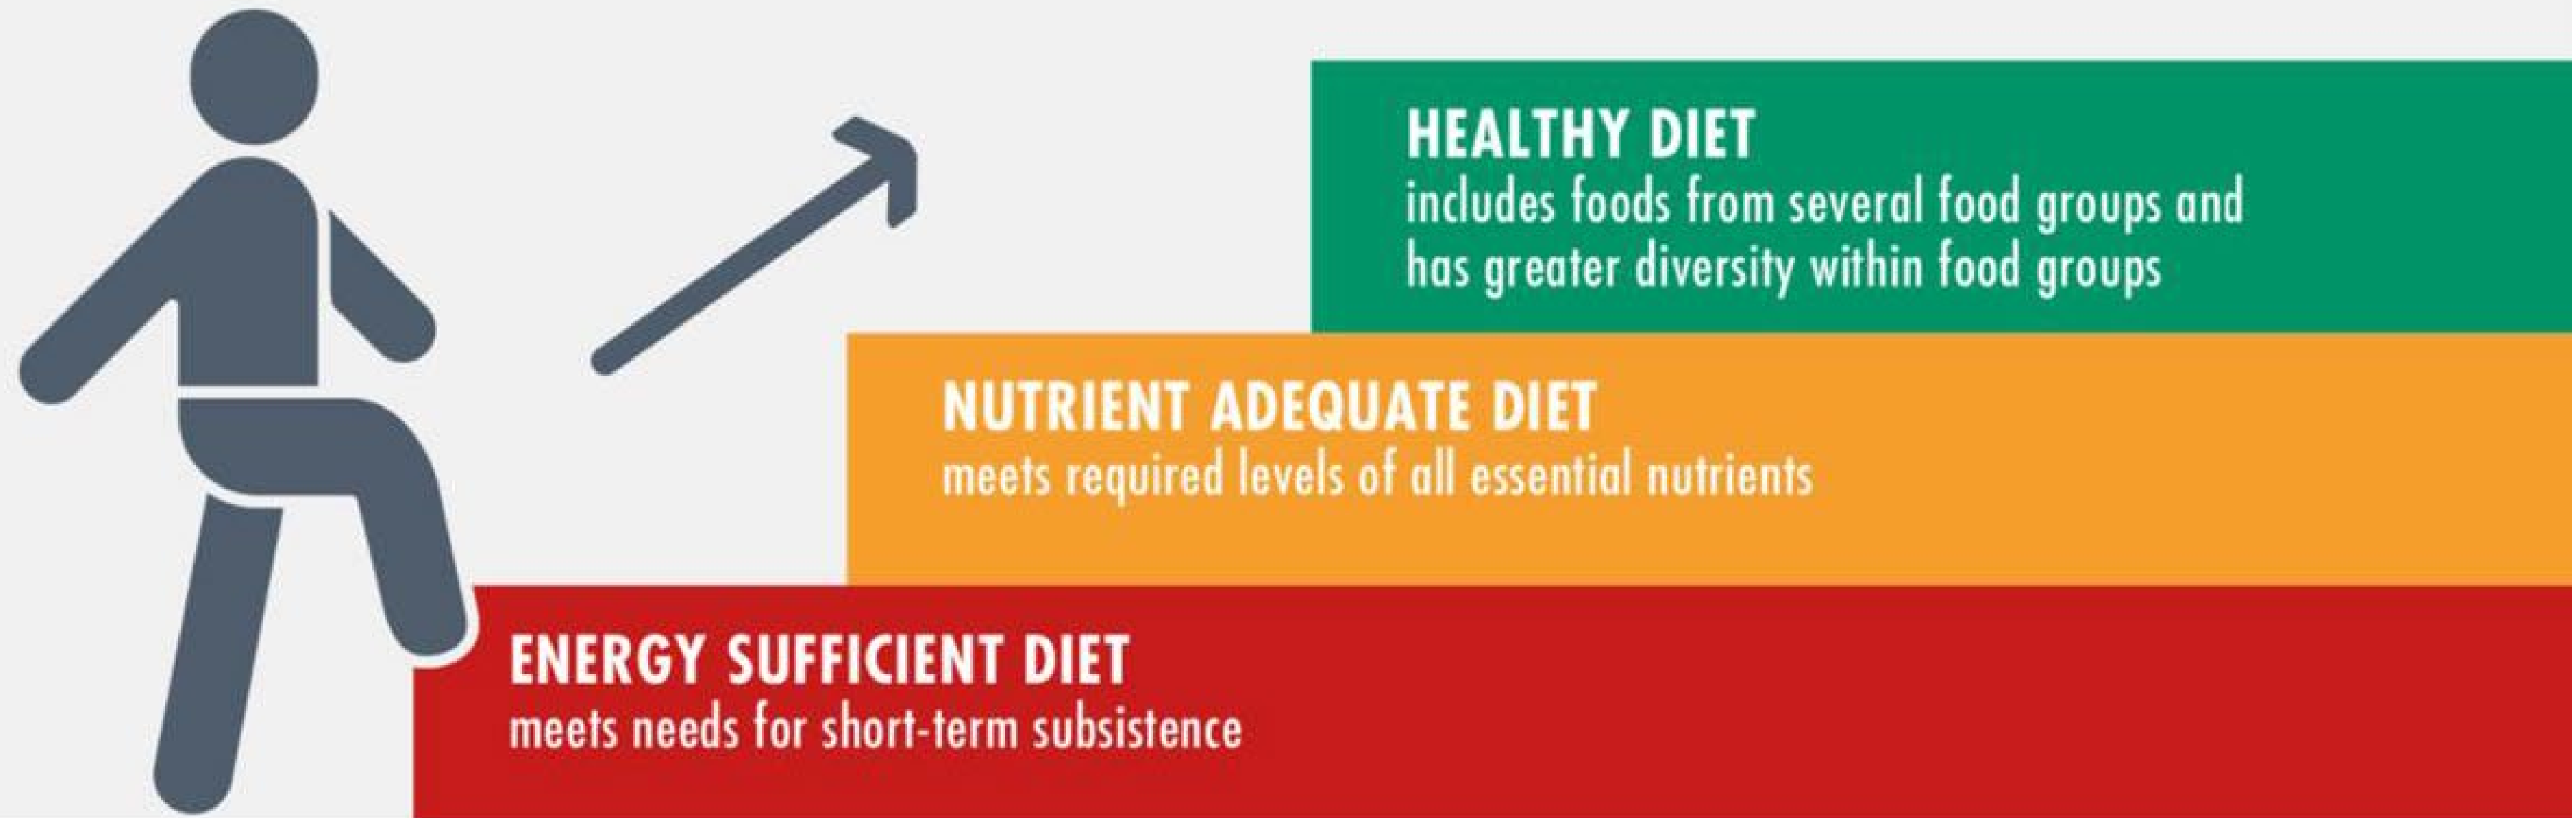 HEALTHY DIET
includes foods from several food groups and
has greater diversity within food groups
NUTRIENT ADEQUATE DIET
meets required levels of all essential nutrients
ENERGY SUFFICIENT DIET
meets needs for short-term subsistence